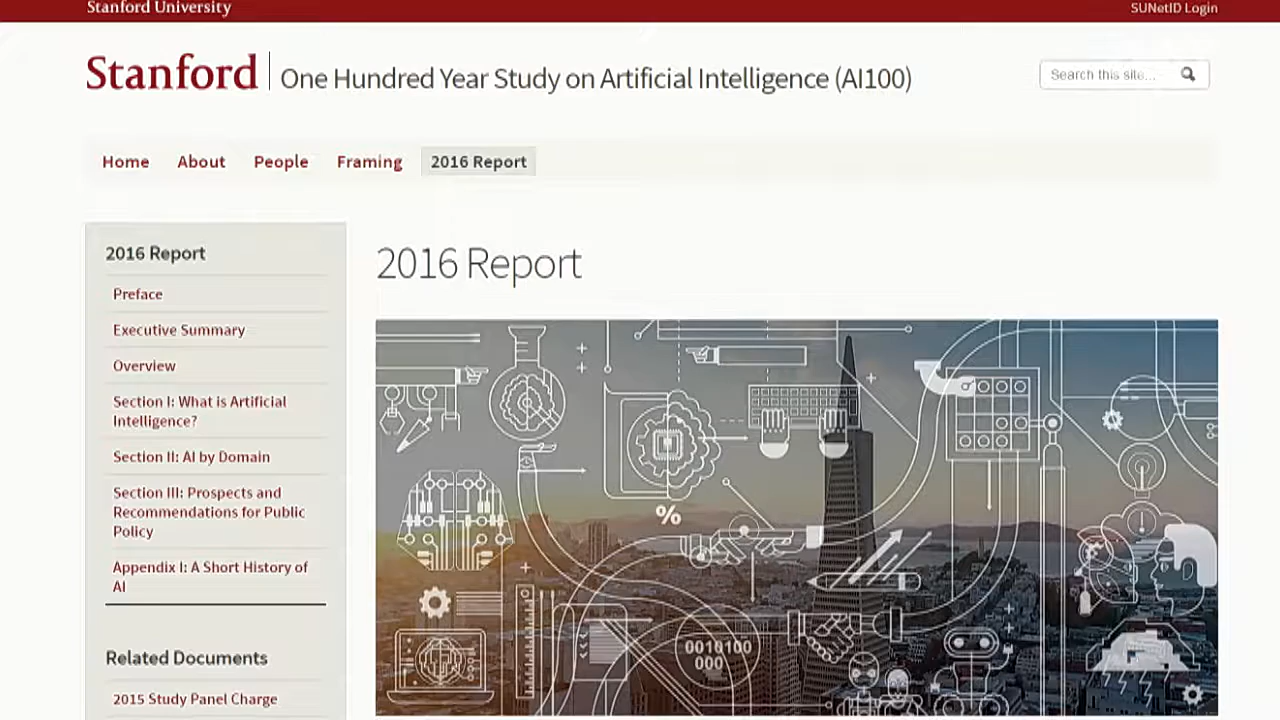 Stanford University
SUNetID Login
Stanford
One Hundred Year Study on Artificial Intelligence (AI100)
Search this site...
Home
About
People
Framing
2016 Report
2016 Report
Preface
Executive Summary
Overview
Section I: What is Artificial
Intelligence?
Section II: AI by Domain
Section III: Prospects and
Recommendations for Public
Policy
Appendix I: A Short History of
AI
Related Documents
2015 Study Panel Charge
2016 Report
%
0010100
000